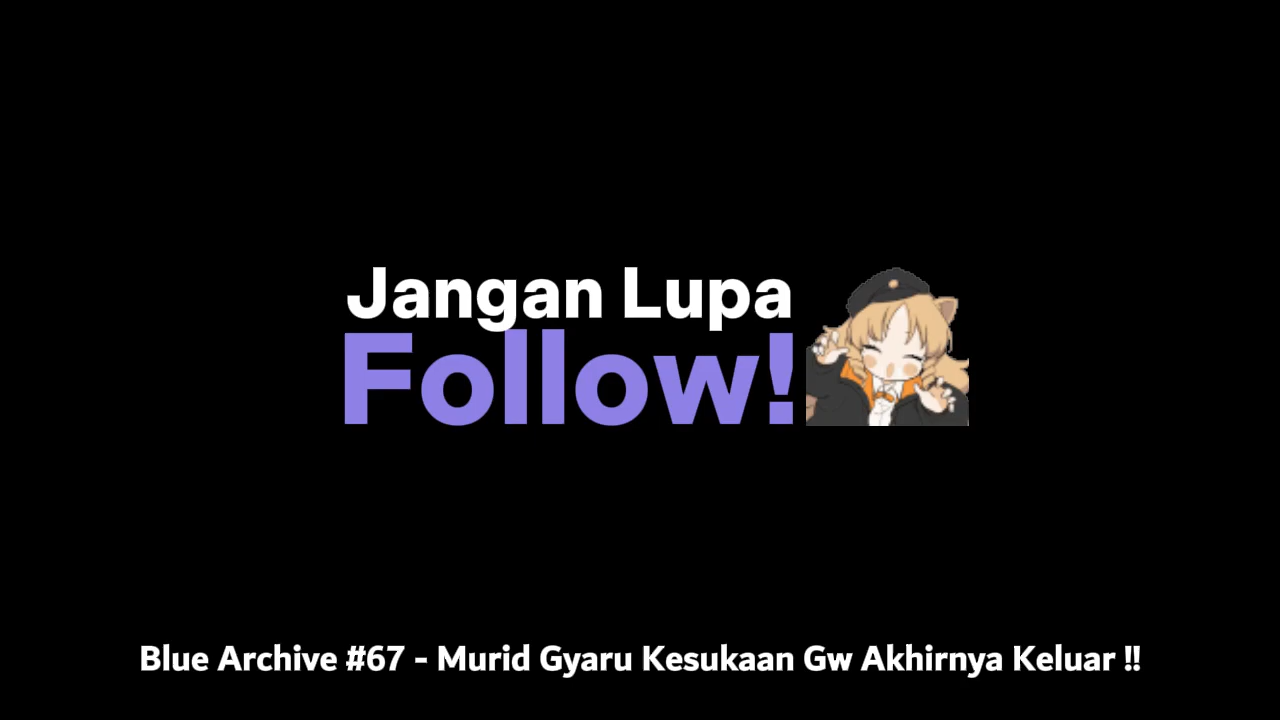 Jangan Lupa
Follow!
Blue Archive #67 - Murid Gyaru Kesukaan Gw Akhirnya Keluar !!